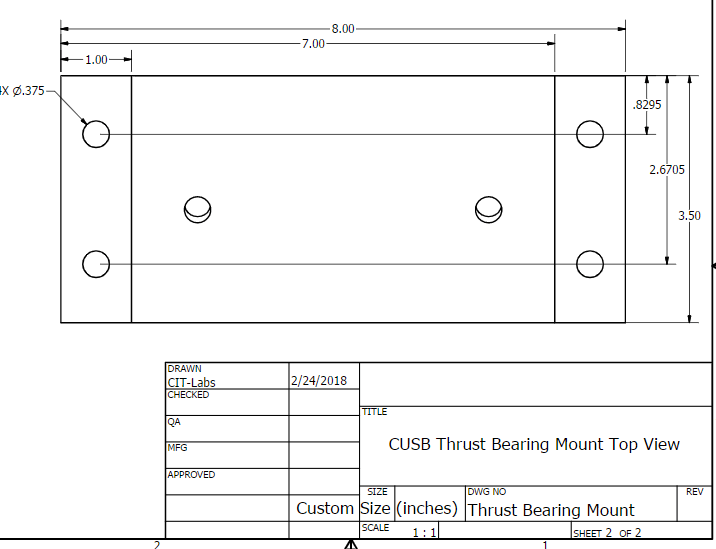 8.00
7.00
1.00
X Ø.375
.8295
2.6705
3.50
DRAWN
CIT-Labs
2/24/2018
CHECKED
TITLE
QA
CUSB Thrust Bearing Mount Top View
MFG
APPROVED
SIZE
DWG NO
REV
Custom Size (inches)
Thrust Bearing Mount
SCALE
1 : 1
SHEET 2 OF 2
2
1